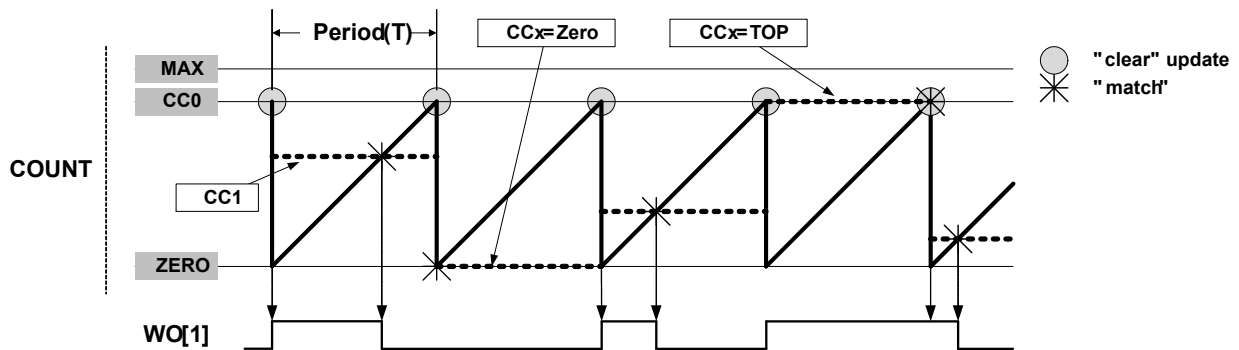 Period(T)
CCx=Zero
CCx=TOP
"clear" update
"match"
MAX
CC0
COUNT
CC1
ZERO
WO[1]